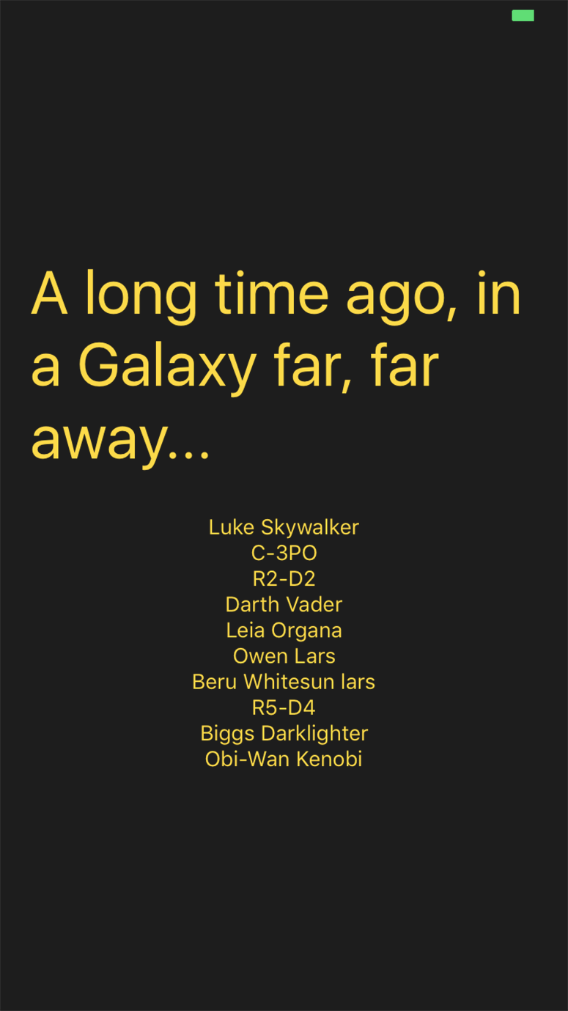 A long time ago, in
a Galaxy far, far
away...
Luke Skywalker
C-3PO
R2-D2
Darth Vader
Leia Organa
Owen Lars
Beru Whitesun lars
R5-D4
Biggs Darklighter
Obi-Wan Kenobi